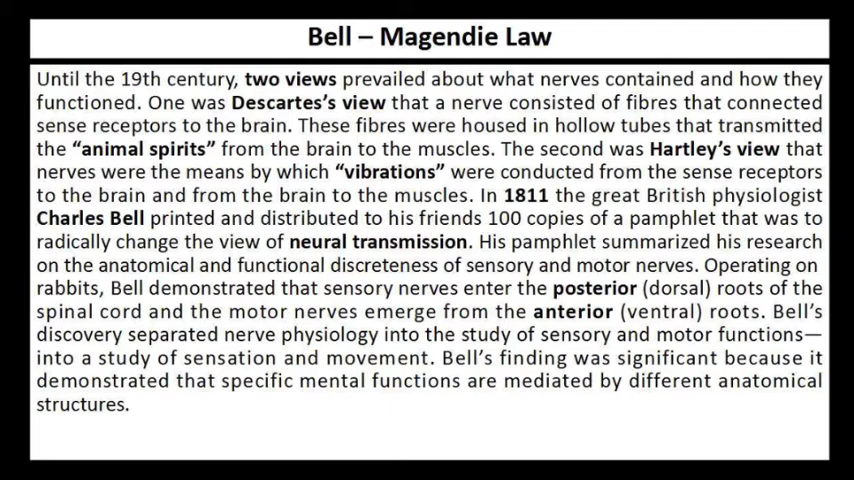 Bell – Magendie Law
Until the 19th century, two views prevailed about what nerves contained and how they
functioned. One was Descartes’s view that a nerve consisted of fibres that connected
sense receptors to the brain. These fibres were housed in hollow tubes that transmitted
the “animal spirits” from the brain to the muscles. The second was Hartley’s view that
nerves were the means by which “vibrations” were conducted from the sense receptors
to the brain and from the brain to the muscles. In 1811 the great British physiologist
Charles Bell printed and distributed to his friends 100 copies of a pamphlet that was to
radically change the view of neural transmission. His pamphlet summarized his research
on the anatomical and functional discreteness of sensory and motor nerves. Operating on
rabbits, Bell demonstrated that sensory nerves enter the posterior (dorsal) roots of the
spinal cord and the motor nerves emerge from the anterior (ventral) roots. Bell’s
discovery separated nerve physiology into the study of sensory and motor functions—
into a study of sensation and movement. Bell’s finding was significant because it
demonstrated that specific mental functions are mediated by different anatomical
structures.